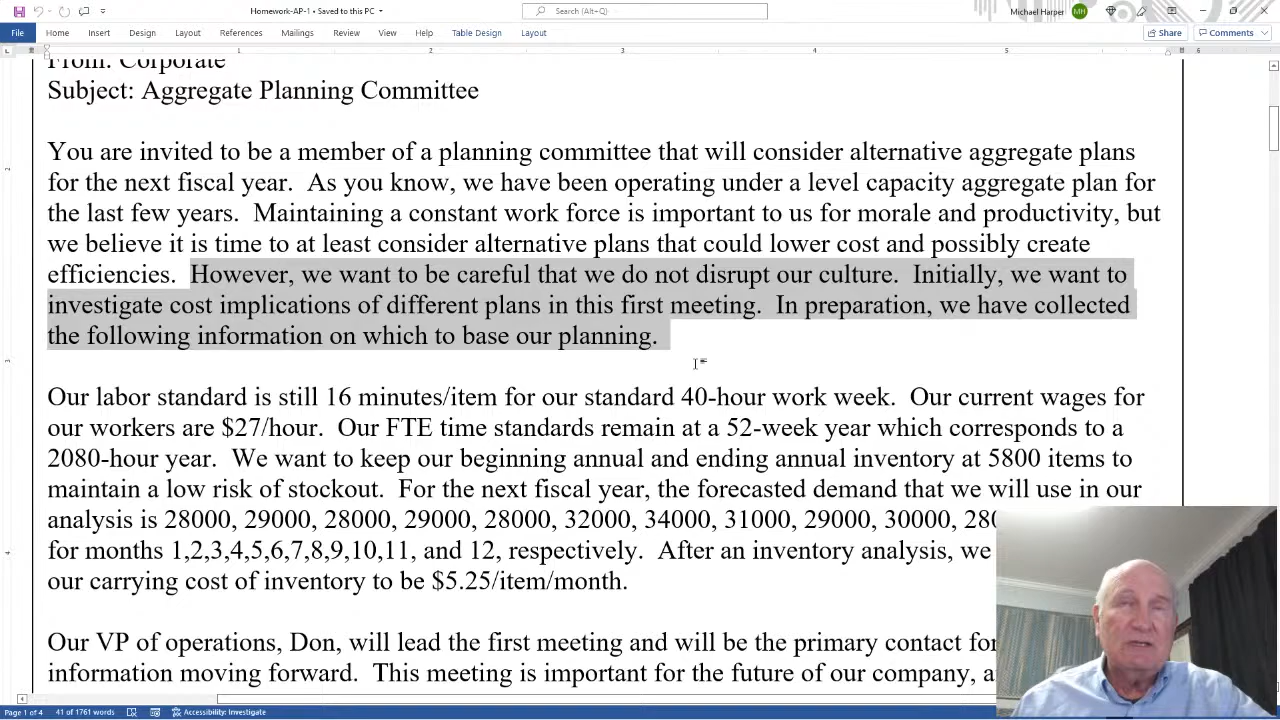 Homework-AP-1 • Saved to this PC
Search (Alt+Q)
Michael Harper
MH
File
Home
Insert
Design
Layout
References
Mailings
Review
View
Help
Table Design
Layout
Share
Comments
1
2
3
4
5
6
From: Corporate
Subject: Aggregate Planning Committee
You are invited to be a member of a planning committee that will consider alternative aggregate plans
for the next fiscal year. As you know, we have been operating under a level capacity aggregate plan for
the last few years. Maintaining a constant work force is important to us for morale and productivity, but
we believe it is time to at least consider alternative plans that could lower cost and possibly create
efficiencies. However, we want to be careful that we do not disrupt our culture. Initially, we want to
investigate cost implications of different plans in this first meeting. In preparation, we have collected
the following information on which to base our planning.
Our labor standard is still 16 minutes/item for our standard 40-hour work week. Our current wages for
our workers are $27/hour. Our FTE time standards remain at a 52-week year which corresponds to a
2080-hour year. We want to keep our beginning annual and ending annual inventory at 5800 items to
maintain a low risk of stockout. For the next fiscal year, the forecasted demand that we will use in our
analysis is 28000, 29000, 28000, 29000, 28000, 32000, 34000, 31000, 29000, 30000,
for months 1,2,3,4,5,6,7,8,9,10,11, and 12, respectively. After an inventory analysis, we
our carrying cost of inventory to be $5.25/item/month.
Our VP of operations, Don, will lead the first meeting and will be the primary contact for
information moving forward. This meeting is important for the future of our company,
Page 1 of 4
41 of 1761 words
Accessibility: Investigate